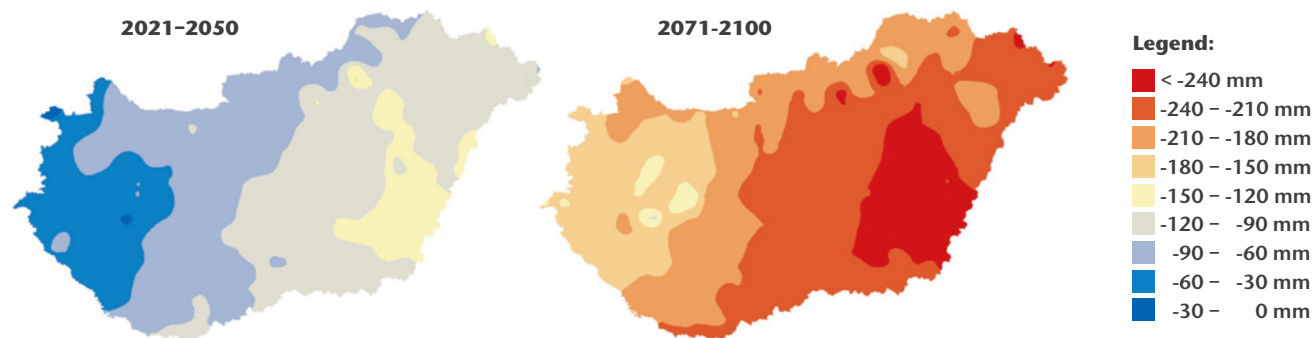 2021–2050
2071-2100
Legend:
< -240 mm
-240 – -210 mm
-210 – -180 mm
-180 – -150 mm
-150 – -120 mm
-120 – -90 mm
-90 – -60 mm
-60 – -30 mm
-30 – 0 mm